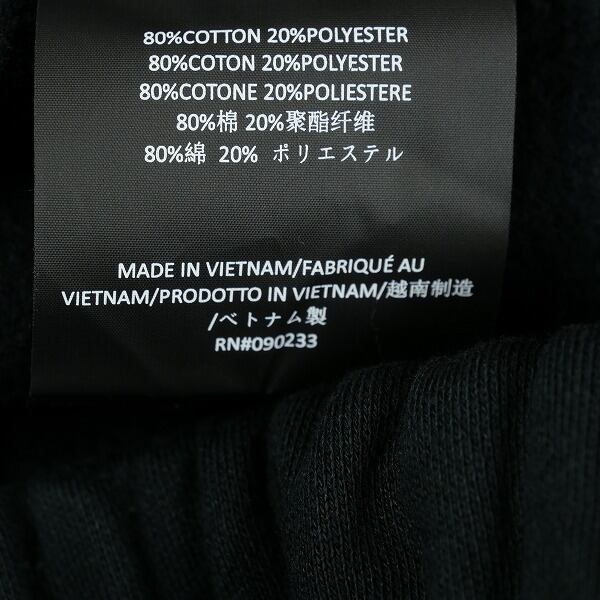 80%COTTON 20%POLYESTER
80%COTON 20%POLYESTER
80%COTONE 20%POLIESTERE
80%棉 20%聚酯纤维
80%綿 20% ポリエステル
MADE IN VIETNAM/FABRIQUÉ AU
VIETNAM/PRODOTTO IN VIETNAM/越南制造
/ベトナム製
RN#090233